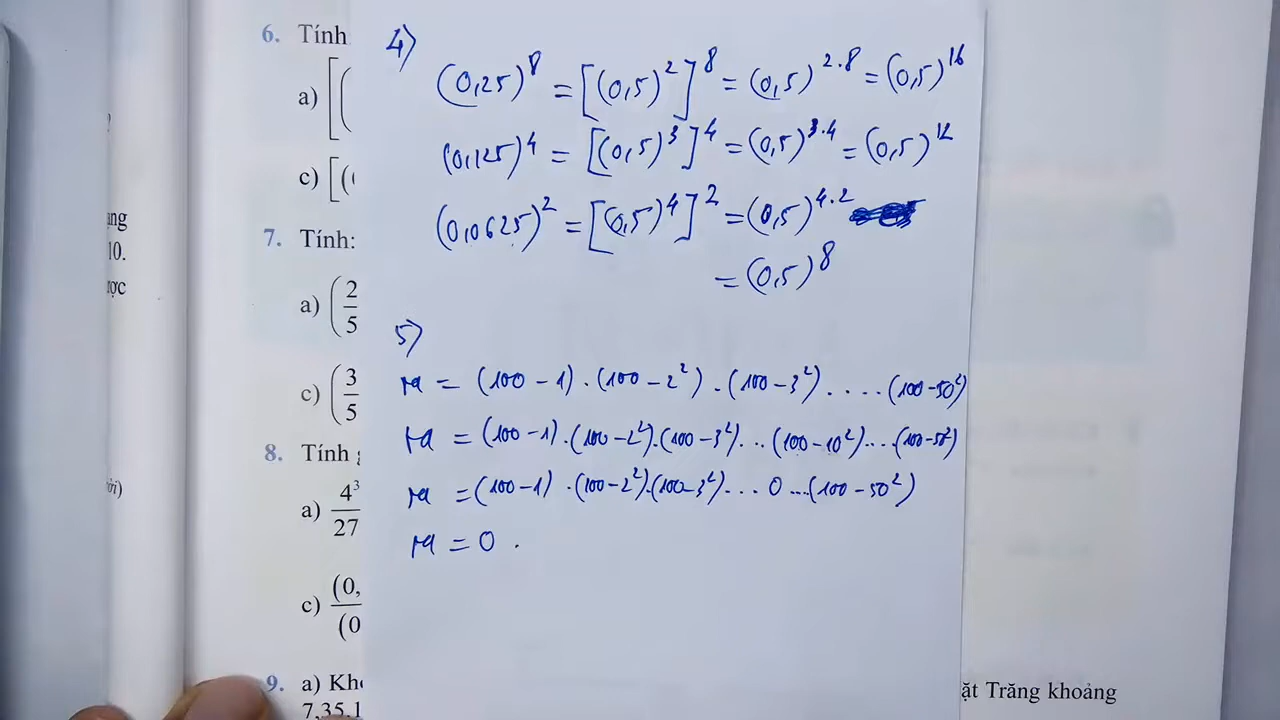 6. Tính
a) [(
c) [(
ang
10.
7. Tính:
a) (2/5
c) (3/5
8. Tính
a) 4³/27
c) (0,/(0
9. a) Kh
7,35.1
ặt Trăng khoảng
4)
(0,25)⁸ = [(0,5)²]⁸ = (0,5)²·⁸ = (0,5)¹⁶
(0,125)⁴ = [(0,5)³]⁴ = (0,5)³·⁴ = (0,5)¹²
(0,0625)² = [(0,5)⁴]² = (0,5)⁴·²
= (0,5)⁸
5)
M = (100 - 1) . (100 - 2²) . (100 - 3²) . ... (100 - 50²)
M = (100 - 1) . (100 - 2²) . (100 - 3²) ... (100 - 10²) ... (100 - 50²)
M = (100 - 1) . (100 - 2²) . (100 - 3²) ... 0 ... (100 - 50²)
M = 0 .